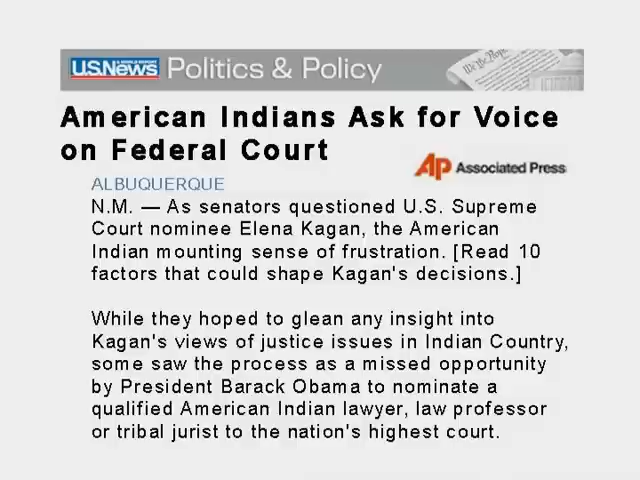 U.S.News Politics & Policy
We the People
American Indians Ask for Voice
on Federal Court
AP Associated Press
ALBUQUERQUE
N.M. — As senators questioned U.S. Supreme
Court nominee Elena Kagan, the American
Indian mounting sense of frustration. [Read 10
factors that could shape Kagan's decisions.]
While they hoped to glean any insight into
Kagan's views of justice issues in Indian Country,
some saw the process as a missed opportunity
by President Barack Obama to nominate a
qualified American Indian lawyer, law professor
or tribal jurist to the nation's highest court.